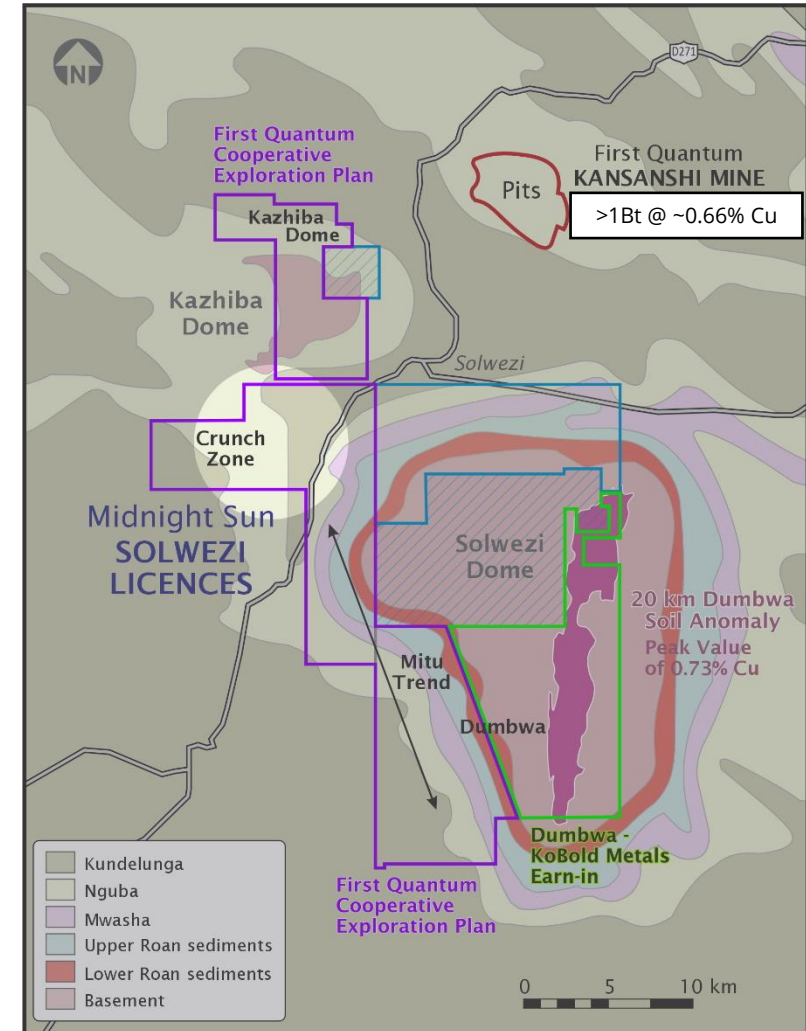 N
D271
First Quantum
Cooperative
Exploration Plan
Kazhiba
Dome
Pits
First Quantum
KANSANSHI MINE
>1Bt @ ~0.66% Cu
Kazhiba
Dome
Solwezi
Crunch
Zone
Midnight Sun
SOLWEZI
LICENCES
Solwezi
Dome
20 km Dumbwa
Soil Anomaly
Peak Value
of 0.73% Cu
Mitu
Trend
Dumbwa
Dumbwa -
KoBold Metals
Earn-in
First Quantum
Cooperative
Exploration Plan
Kundelunga
Nguba
Mwasha
Upper Roan sediments
Lower Roan sediments
Basement
0 5 10 km